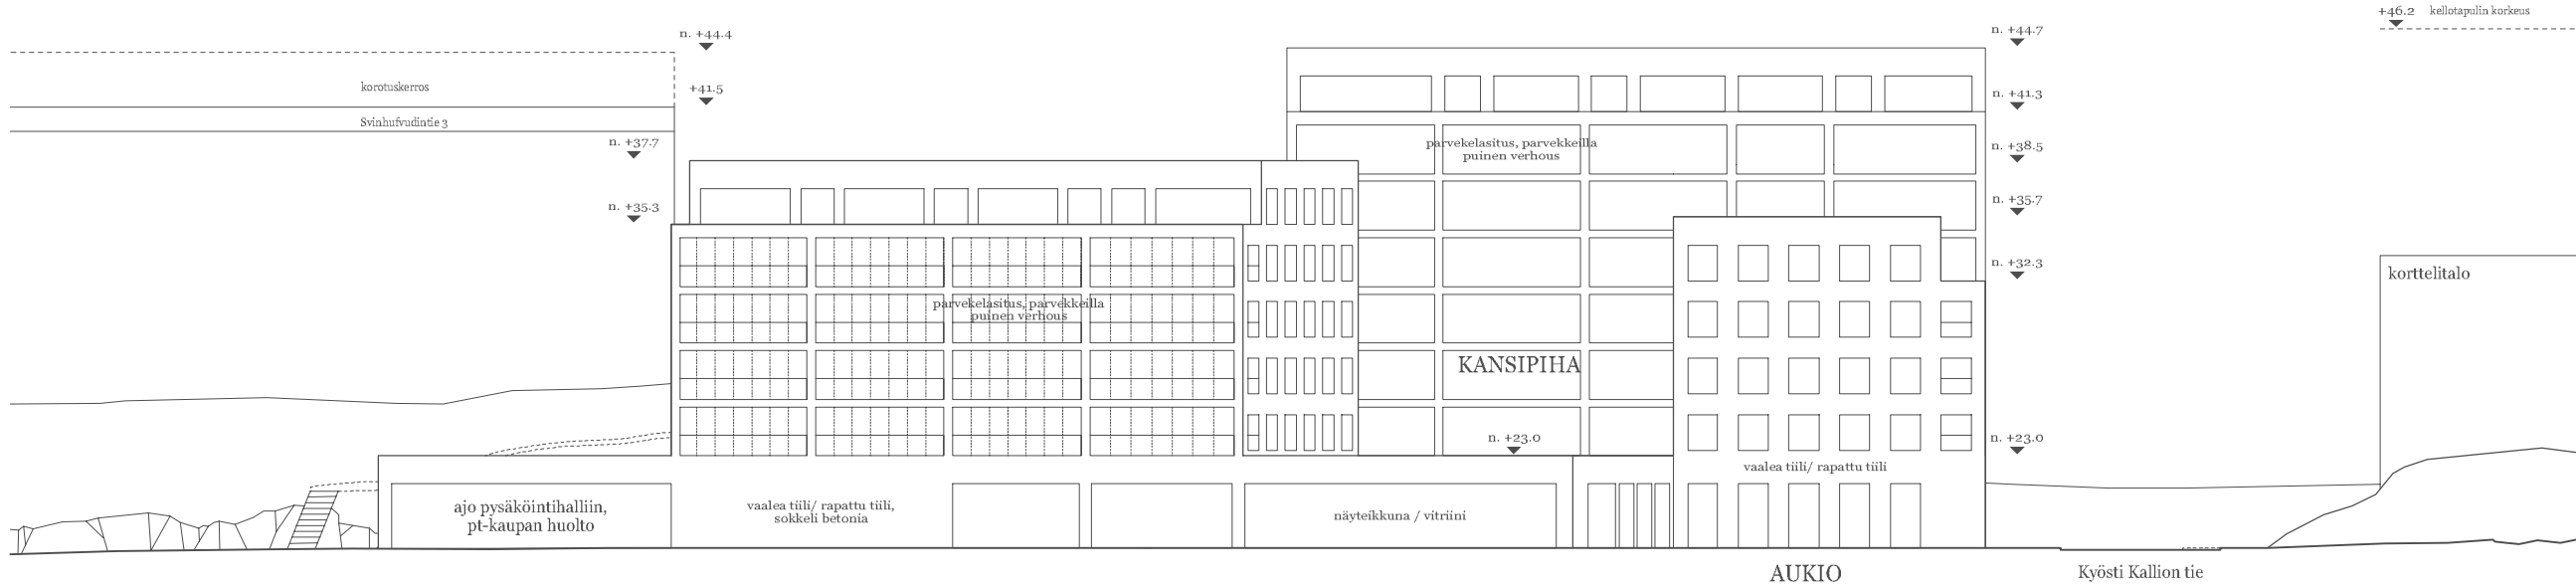 +46.2 kellotapulin korkeus
n. +44.4
n. +44.7
korotuskerros
+41.5
n. +41.3
Svinhufvudintie 3
n. +37.7
parvekelasitus, parvekkeilla
puinen verhous
n. +38.5
n. +35.3
n. +35.7
n. +32.3
korttelitalo
parvekelasitus, parvekkeilla
puinen verhous
KANSIPIHA
n. +23.0
n. +23.0
vaalea tiili/ rapattu tiili
ajo pysäköintihalliin,
pt-kaupan huolto
vaalea tiili/ rapattu tiili,
sokkeli betonia
näyteikkuna / vitriini
AUKIO
Kyösti Kallion tie